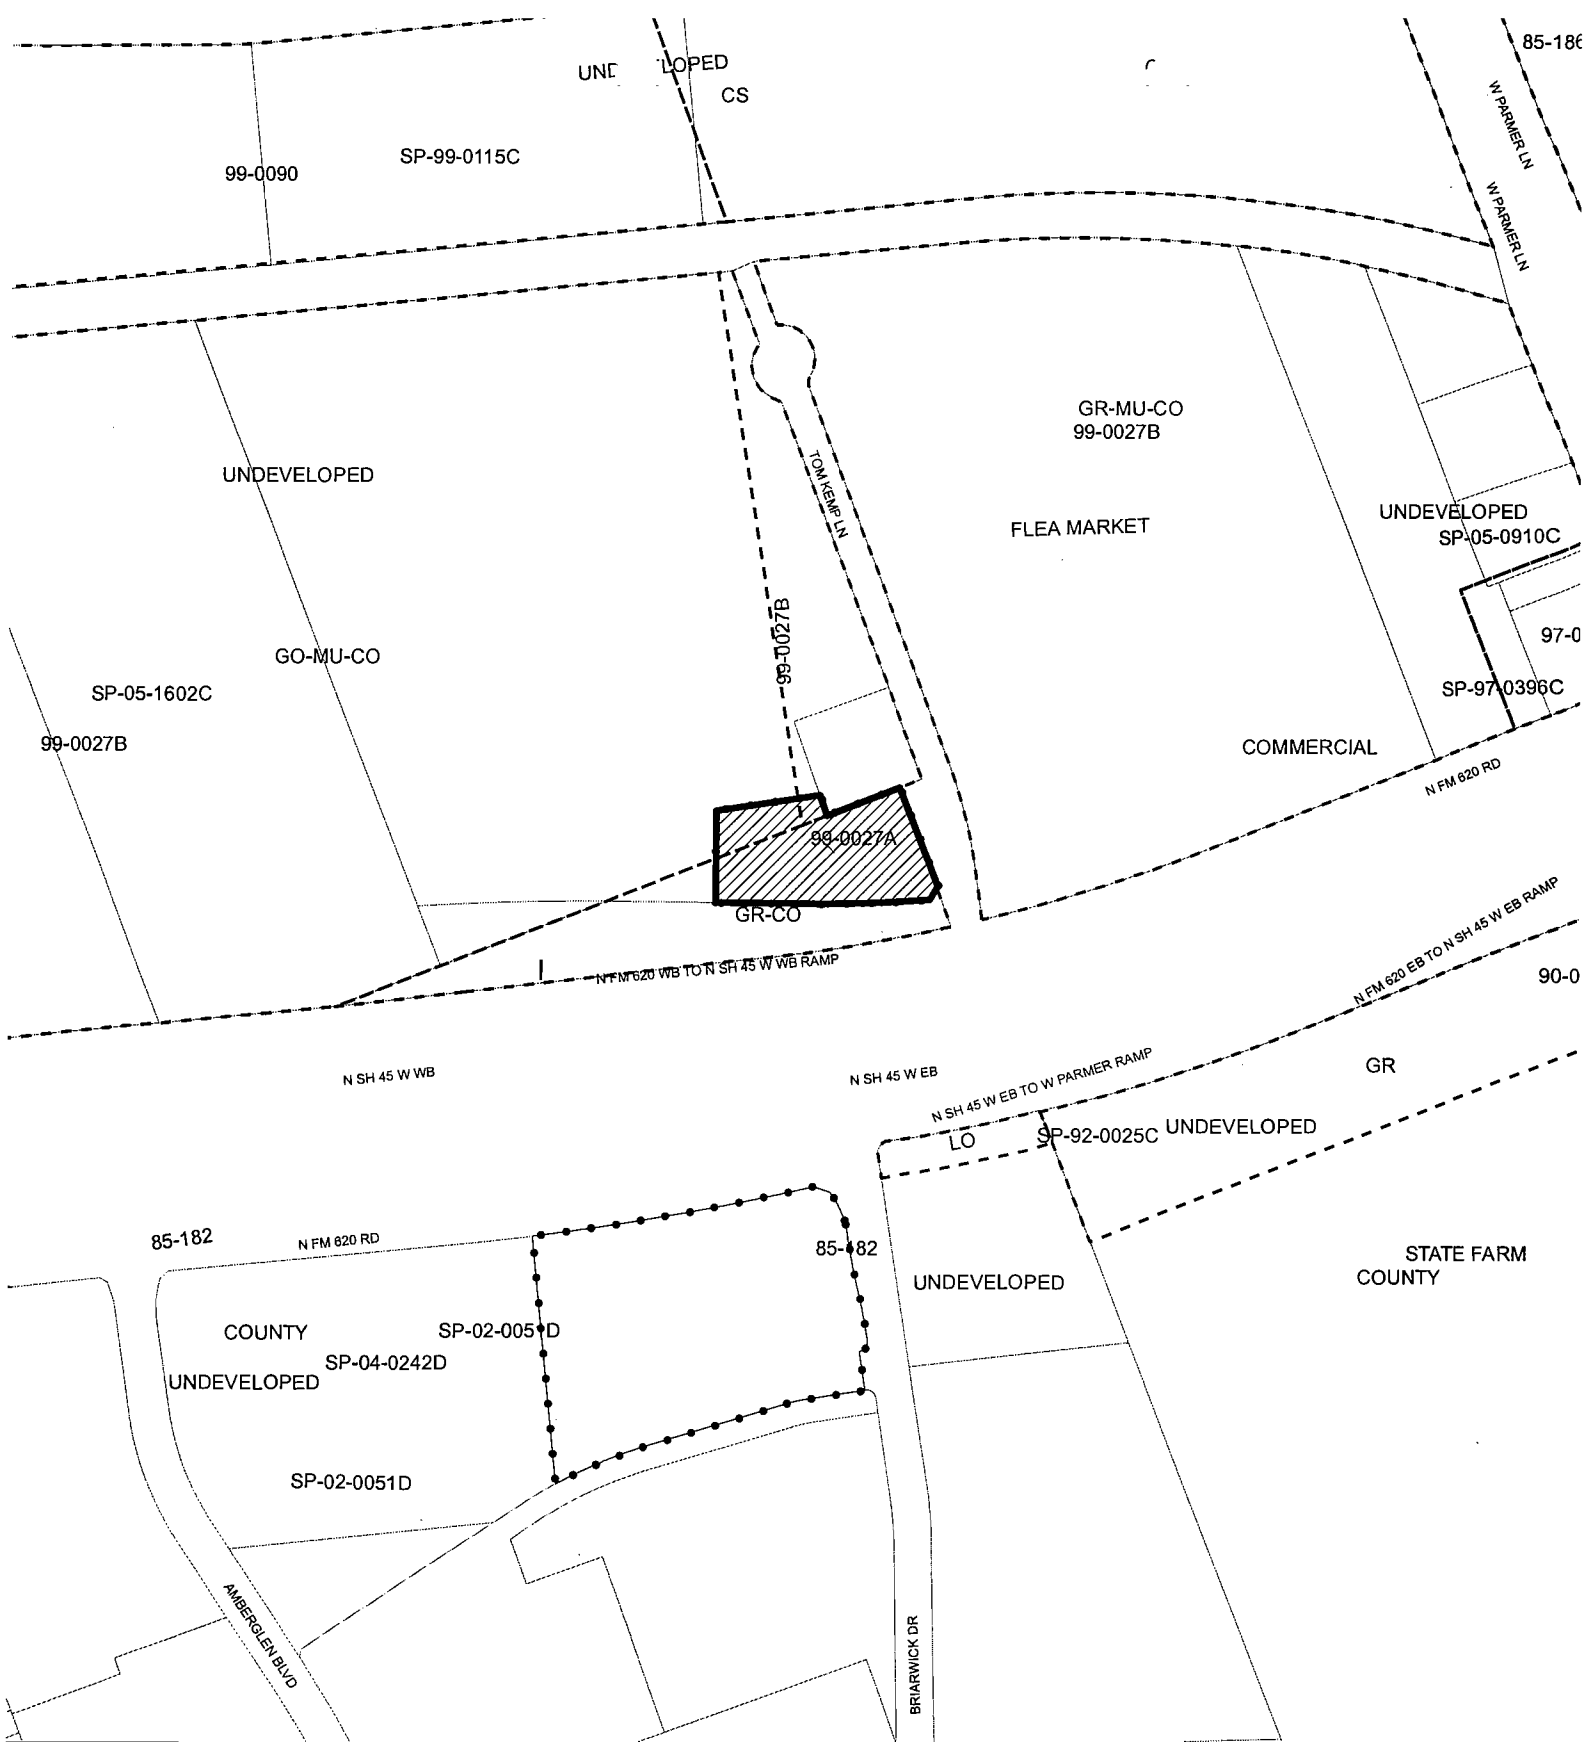 85-186
UND LOPED
CS
W PARMER LN
SP-99-0115C
99-0090
W PARMER LN
GR-MU-CO
99-0027B
UNDEVELOPED
TOM KEMP LN
FLEA MARKET
UNDEVELOPED
SP-05-0910C
99-0027B
97-0
GO-MU-CO
SP-05-1602C
SP-97-0396C
99-0027B
COMMERCIAL
N FM 620 RD
99-0027A
GR-CO
N FM 620 WB TO N SH 45 W WB RAMP
N FM 620 EB TO N SH 45 W EB RAMP
90-0
N SH 45 W WB
N SH 45 W EB
GR
N SH 45 W EB TO W PARMER RAMP
LO
SP-92-0025C
UNDEVELOPED
85-182
N FM 620 RD
85-182
STATE FARM
COUNTY
UNDEVELOPED
COUNTY
SP-02-0051D
SP-04-0242D
UNDEVELOPED
SP-02-0051D
AMBERGLEN BLVD
BRIARWICK DR